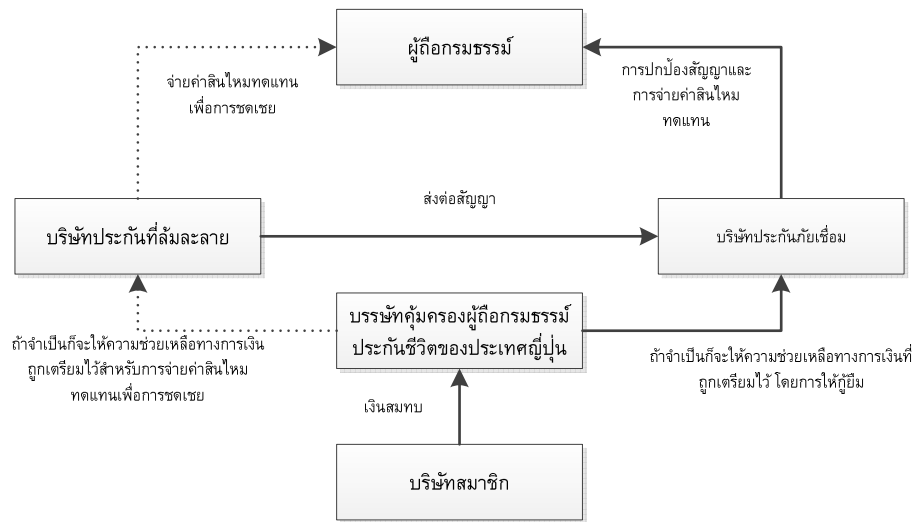 ผู้ถือกรมธรรม์
จ่ายค่าสินไหมทดแทน
เพื่อการชดเชย
การปกป้องสัญญาและ
การจ่ายค่าสินไหม
ทดแทน
ส่งต่อสัญญา
บริษัทประกันที่ล้มละลาย
บริษัทประกันภัยเชื่อม
บรรษัทคุ้มครองผู้ถือกรมธรรม์
ประกันชีวิตของประเทศญี่ปุ่น
ถ้าจำเป็นก็จะให้ความช่วยเหลือทางการเงิน
ถูกเตรียมไว้สำหรับการจ่ายค่าสินไหม
ทดแทนเพื่อการชดเชย
ถ้าจำเป็นก็จะให้ความช่วยเหลือทางการเงินที่
ถูกเตรียมไว้ โดยการให้กู้ยืม
เงินสมทบ
บริษัทสมาชิก